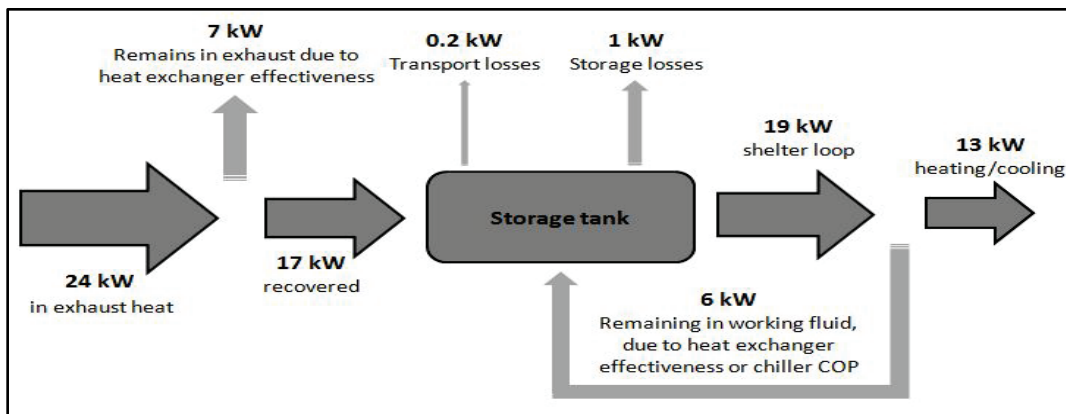 7 kW
Remains in exhaust due to
heat exchanger effectiveness
0.2 kW
Transport losses
1 kW
Storage losses
19 kW
shelter loop
13 kW
heating/cooling
Storage tank
24 kW
in exhaust heat
17 kW
recovered
6 kW
Remaining in working fluid,
due to heat exchanger
effectiveness or chiller COP